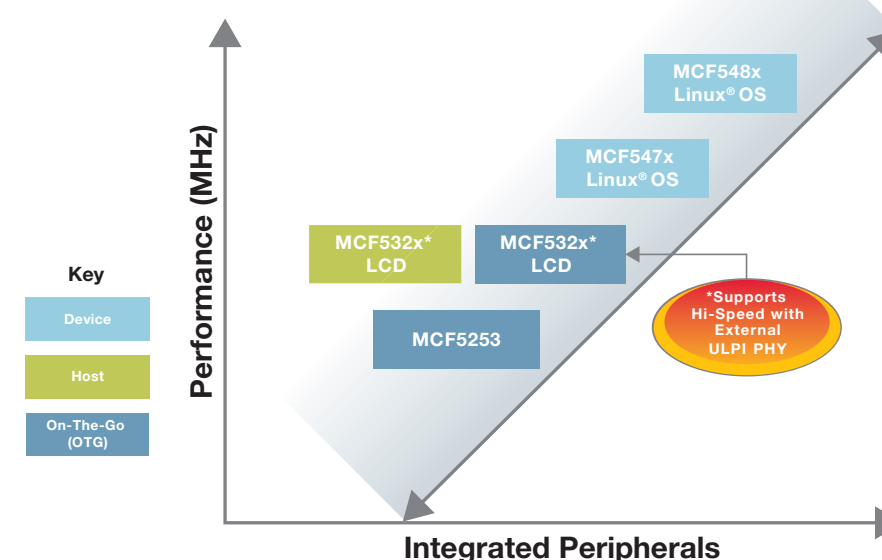 MCF548x
Linux® OS
MCF547x
Linux® OS
Performance (MHz)
MCF532x*
LCD
MCF532x*
LCD
Key
Device
Host
On-The-Go
(OTG)
*Supports
Hi-Speed with
External
ULPI PHY
MCF5253
Integrated Peripherals